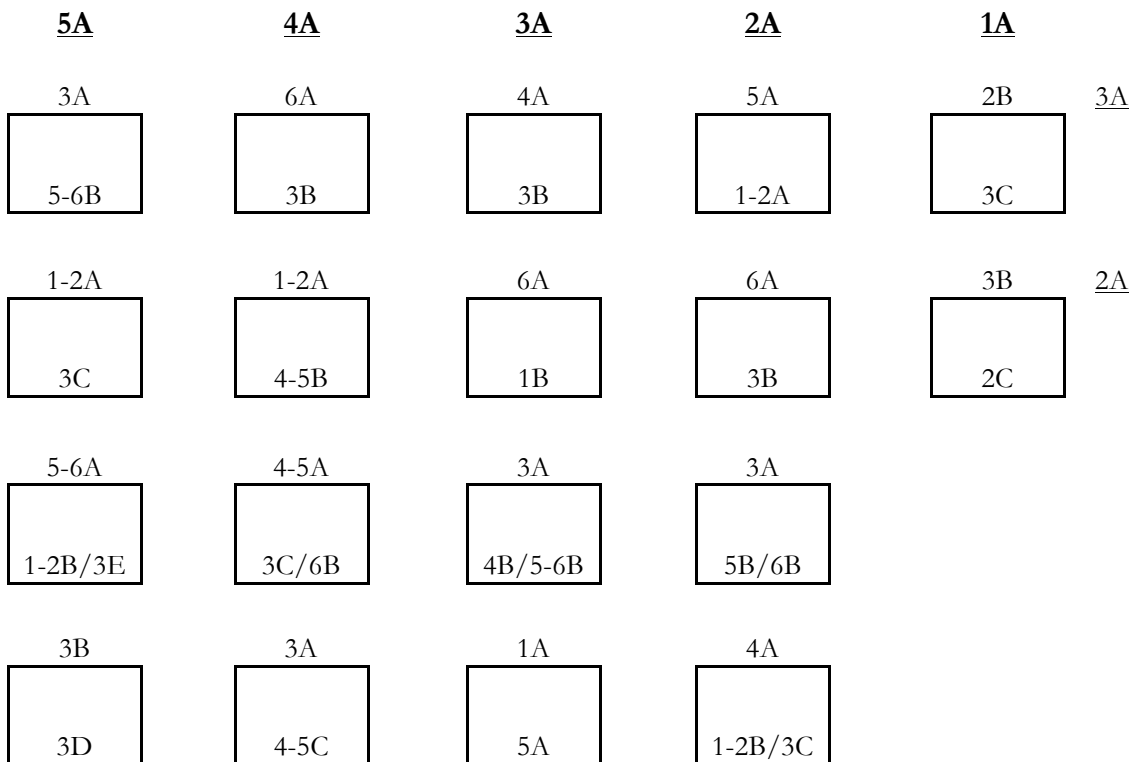 5A 4A 3A 2A 1A
3A 6A 4A 5A 2B 3A
5-6B 3B 3B 1-2A 3C
1-2A 1-2A 6A 6A 3B 2A
3C 4-5B 1B 3B 2C
5-6A 4-5A 3A 3A
1-2B/3E 3C/6B 4B/5-6B 5B/6B
3B 3A 1A 4A
3D 4-5C 5A 1-2B/3C